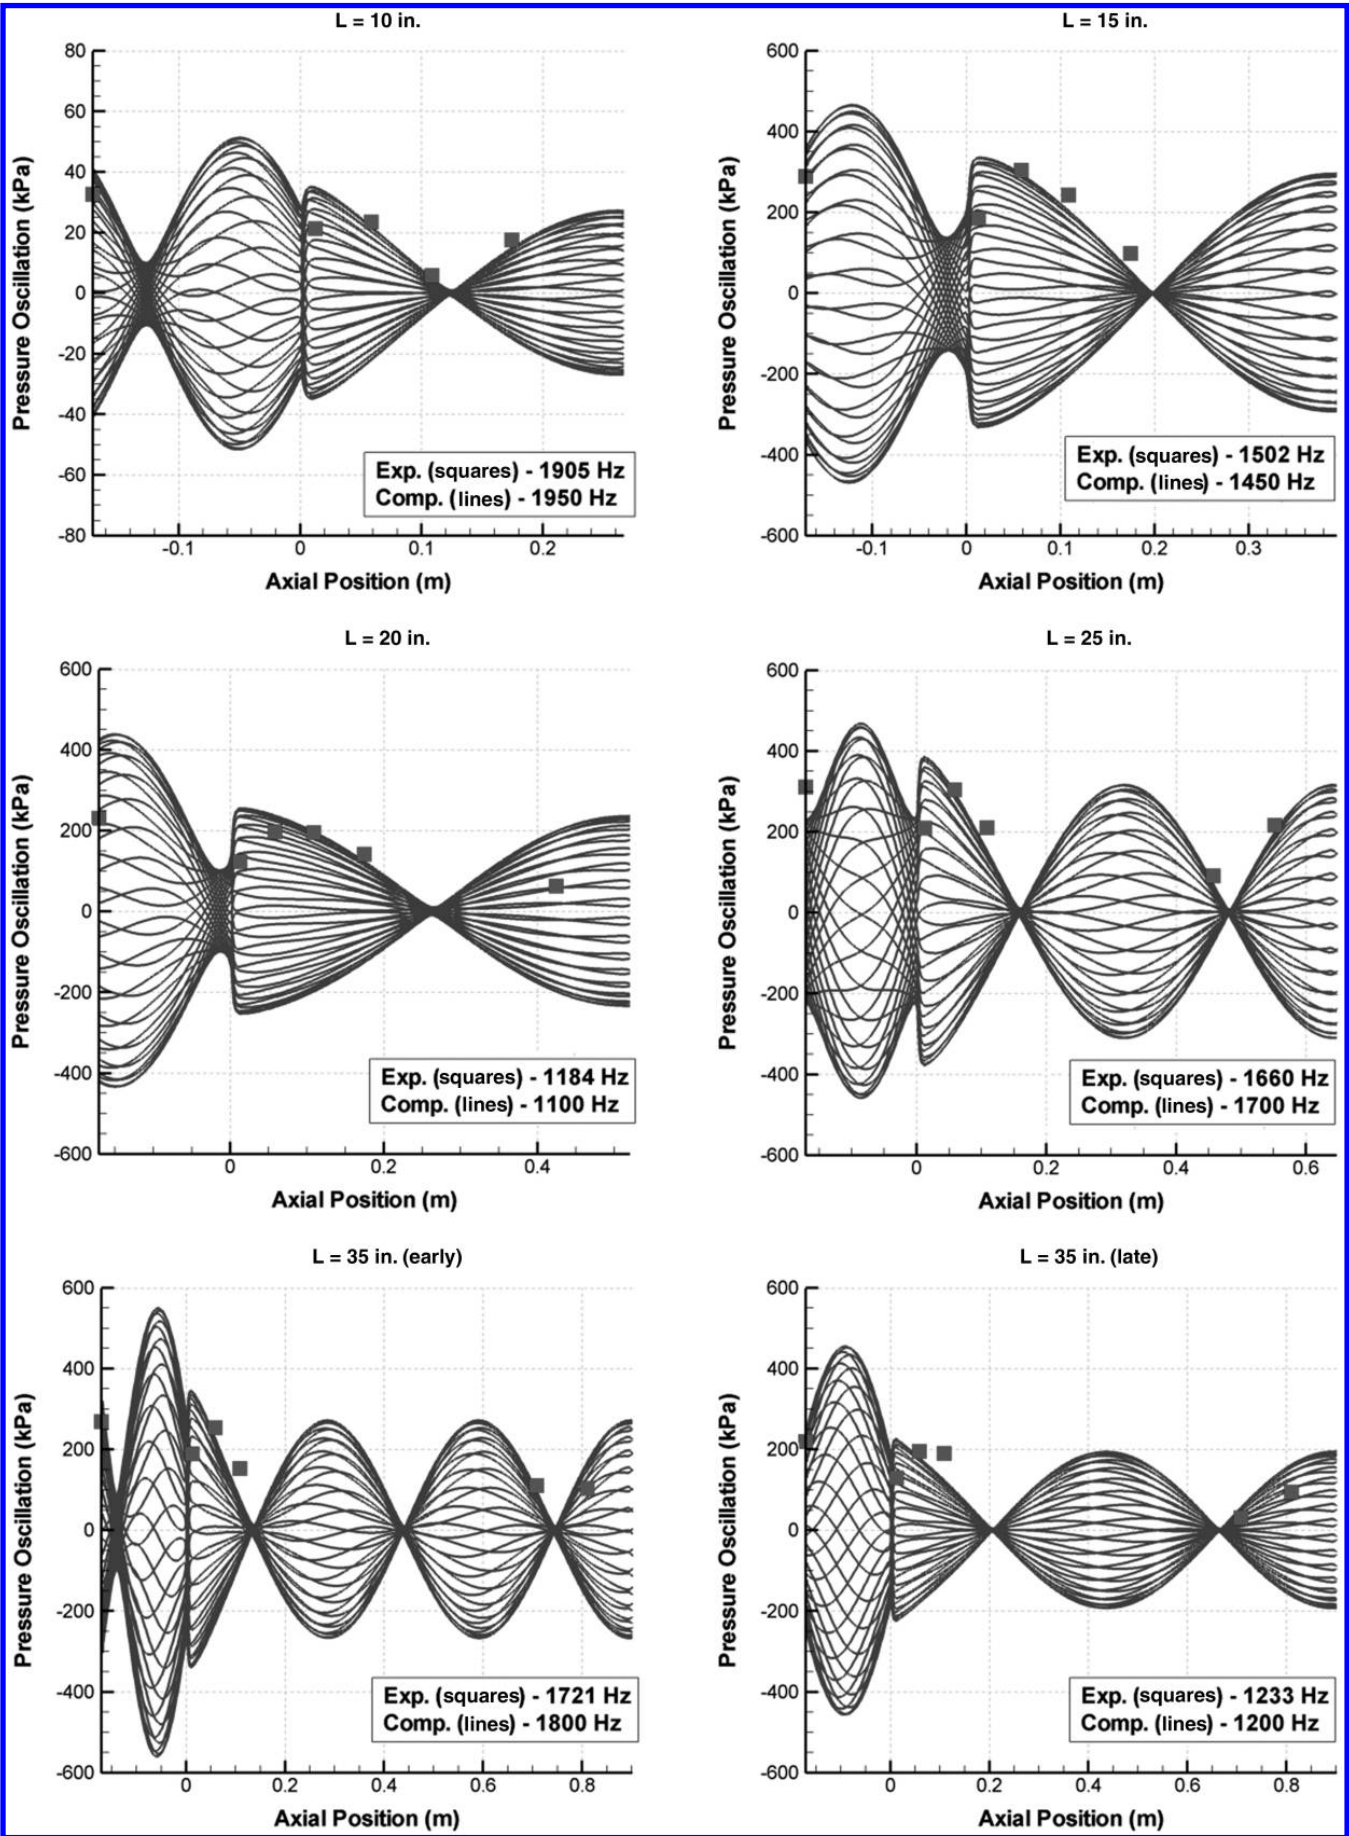 L = 10 in.
80
60
40
20
0
-20
-40
-60
-80
Pressure Oscillation (kPa)
Exp. (squares) - 1905 Hz
Comp. (lines) - 1950 Hz
-0.1
0
0.1
0.2
Axial Position (m)
L = 15 in.
600
400
200
0
-200
-400
-600
Pressure Oscillation (kPa)
Exp. (squares) - 1502 Hz
Comp. (lines) - 1450 Hz
-0.1
0
0.1
0.2
0.3
Axial Position (m)
L = 20 in.
600
400
200
0
-200
-400
-600
Pressure Oscillation (kPa)
Exp. (squares) - 1184 Hz
Comp. (lines) - 1100 Hz
0
0.2
0.4
Axial Position (m)
L = 25 in.
600
400
200
0
-200
-400
-600
Pressure Oscillation (kPa)
Exp. (squares) - 1660 Hz
Comp. (lines) - 1700 Hz
0
0.2
0.4
0.6
Axial Position (m)
L = 35 in. (early)
600
400
200
0
-200
-400
-600
Pressure Oscillation (kPa)
Exp. (squares) - 1721 Hz
Comp. (lines) - 1800 Hz
0
0.2
0.4
0.6
0.8
Axial Position (m)
L = 35 in. (late)
600
400
200
0
-200
-400
-600
Pressure Oscillation (kPa)
Exp. (squares) - 1233 Hz
Comp. (lines) - 1200 Hz
0
0.2
0.4
0.6
0.8
Axial Position (m)